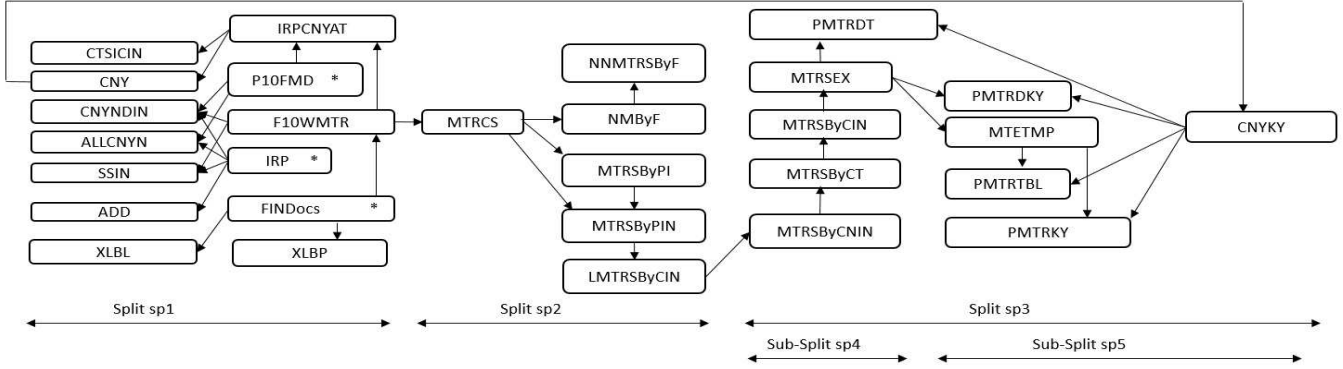 IRPCNYAT
CTSICIN
CNY
P10FMD *
CNYNDIN
F10WMTR
ALLCNYN
IRP *
SSIN
ADD
FINDocs *
XLBL
XLBP
Split sp1
MTRCS
NNMTRSByF
NMByF
MTRSByPI
MTRSByPIN
LMTRSByCIN
Split sp2
PMTRDT
MTRSEX
MTRSByCIN
MTRSByCT
MTRSByCNIN
PMTRDKY
MTETMP
PMTRTBL
PMTRKY
CNYKY
Split sp3
Sub-Split sp4
Sub-Split sp5